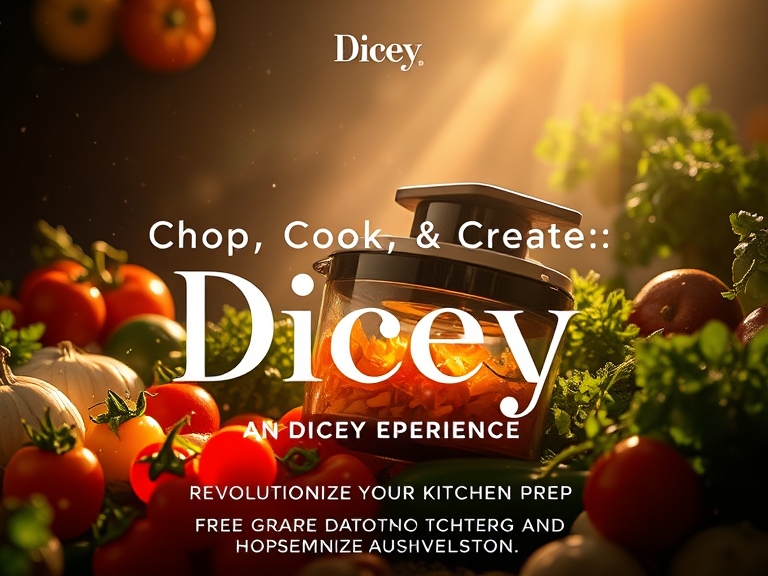 Dicey
Chop, Cook, & Create::
Dicey
AN DICEY EPERIENCE
REVOLUTIONIZE YOUR KITCHEN PREP
FREE GRARE DATOTNO TCHTERG AND
HOPSEMNIZE AUSHVELSTON.